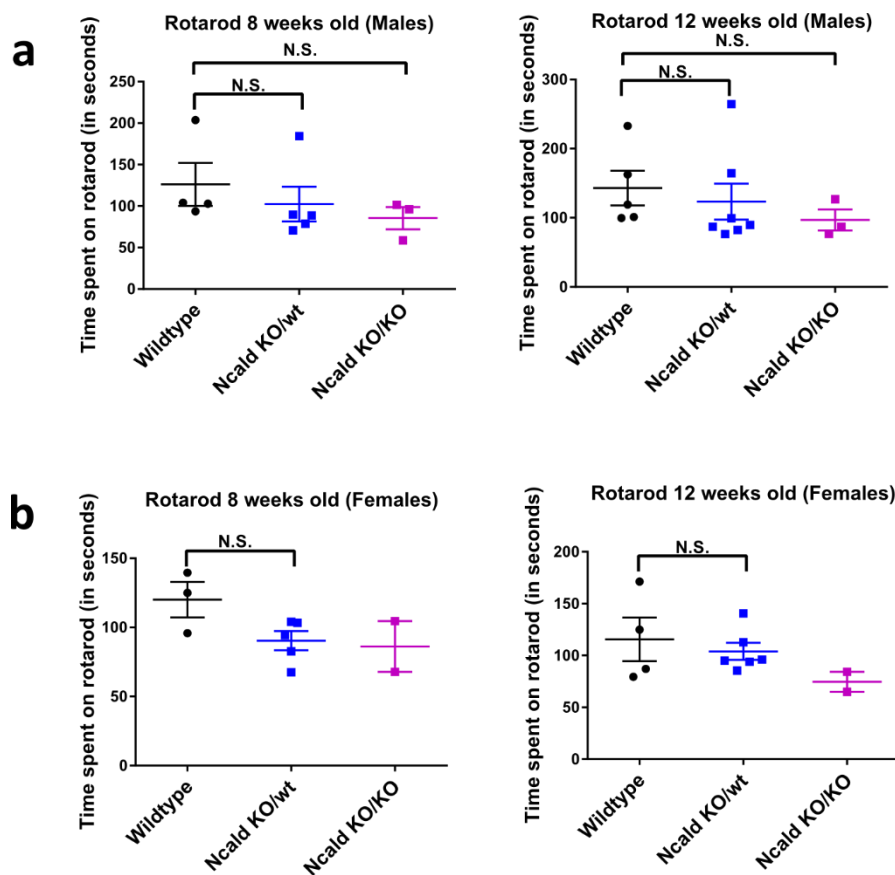 a
Rotarod 8 weeks old (Males)
N.S.
N.S.
Time spent on rotarod (in seconds)
250
200
150
100
50
0
Wildtype
Ncald KO/wt
Ncald KO/KO
Rotarod 12 weeks old (Males)
N.S.
N.S.
Time spent on rotarod (in seconds)
300
200
100
0
Wildtype
Ncald KO/wt
Ncald KO/KO
b
Rotarod 8 weeks old (Females)
N.S.
Time spent on rotarod (in seconds)
150
100
50
0
Wildtype
Ncald KO/wt
Ncald KO/KO
Rotarod 12 weeks old (Females)
N.S.
Time spent on rotarod (in seconds)
200
150
100
50
0
Wildtype
Ncald KO/wt
Ncald KO/KO